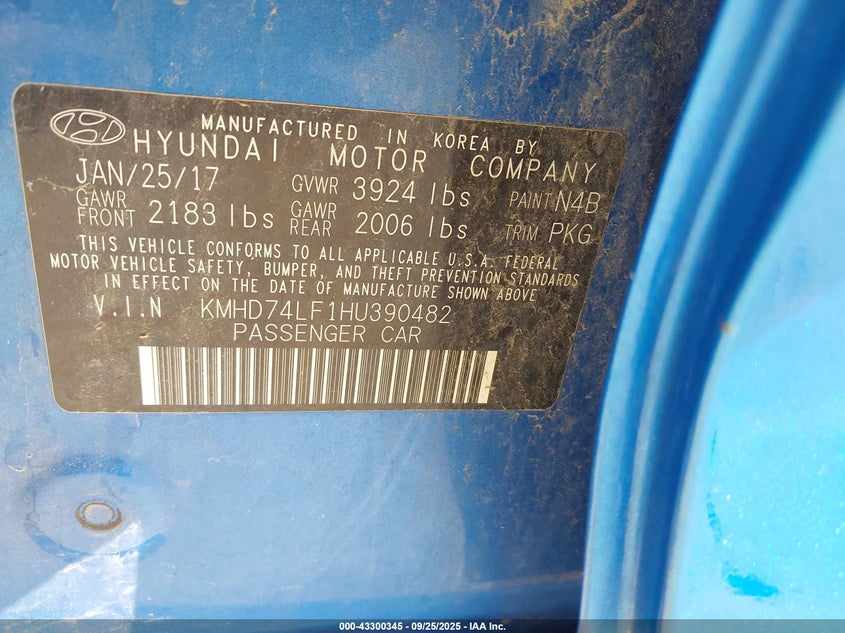 MANUFACTURED IN KOREA BY
HYUNDAI MOTOR COMPANY
JAN/25/17 GVWR 3924 lbs PAINT N4B
GAWR FRONT 2183 lbs GAWR REAR 2006 lbs TRIM PKG
THIS VEHICLE CONFORMS TO ALL APPLICABLE U.S.A. FEDERAL
MOTOR VEHICLE SAFETY, BUMPER, AND THEFT PREVENTION STANDARDS
IN EFFECT ON THE DATE OF MANUFACTURE SHOWN ABOVE
V.I.N KMHD74LF1HU390482
PASSENGER CAR
000-43300345 - 09/25/2025 - IAA Inc.